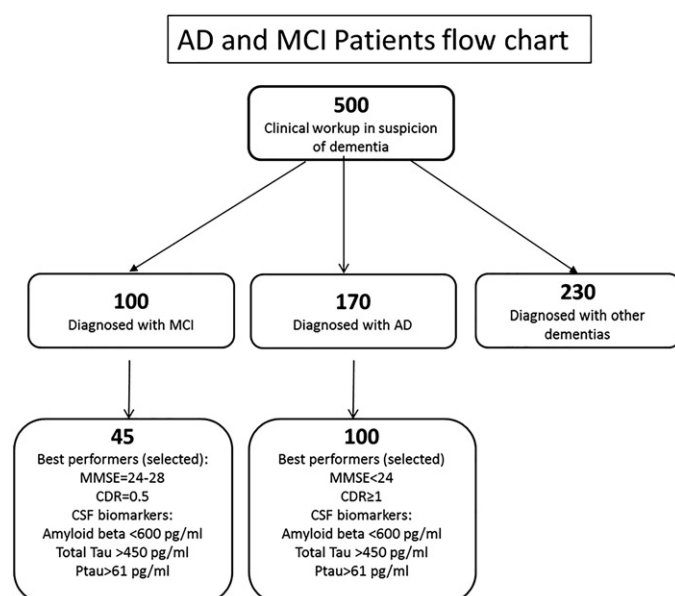 AD and MCI Patients flow chart
500
Clinical workup in suspicion
of dementia
100
Diagnosed with MCI
170
Diagnosed with AD
230
Diagnosed with other
dementias
45
Best performers (selected):
MMSE=24-28
CDR=0.5
CSF biomarkers:
Amyloid beta <600 pg/ml
Total Tau >450 pg/ml
Ptau>61 pg/ml
100
Best performers (selected)
MMSE<24
CDR≥1
CSF biomarkers:
Amyloid beta <600 pg/ml
Total Tau >450 pg/ml
Ptau>61 pg/ml